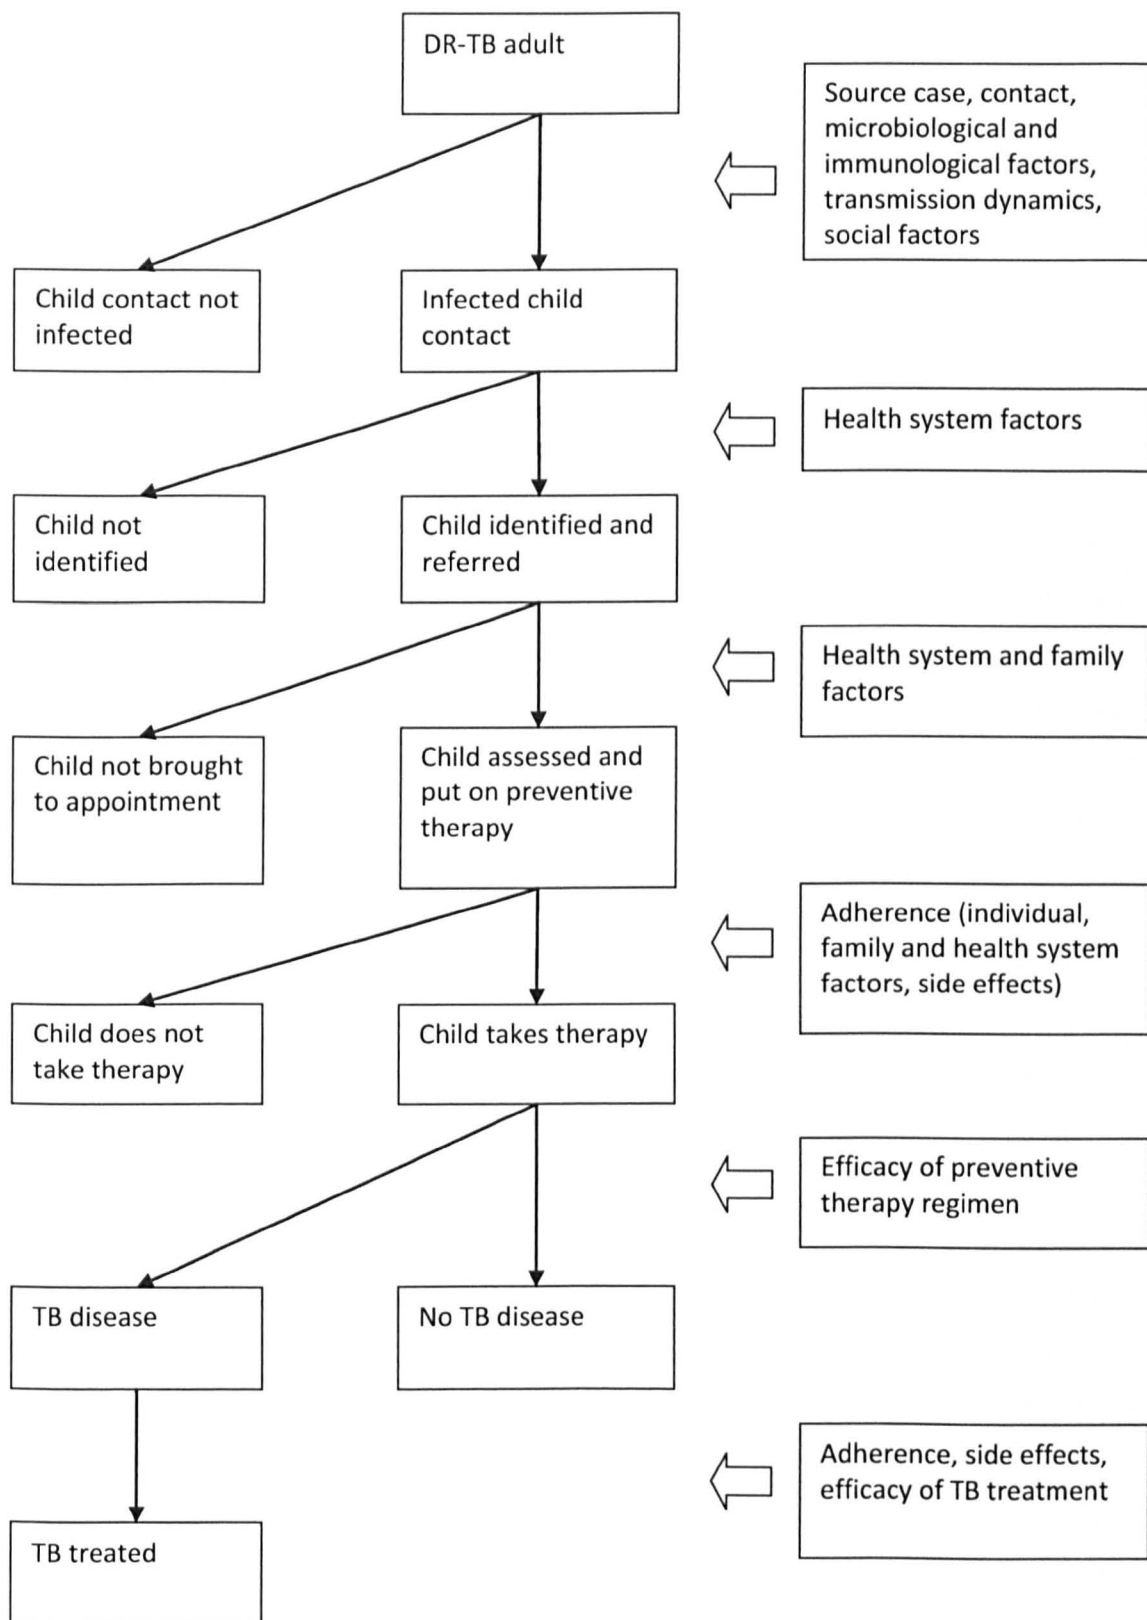 DR-TB adult
Source case, contact,
microbiological and
immunological factors,
transmission dynamics,
social factors
Child contact not
infected
Infected child
contact
Health system factors
Child not
identified
Child identified and
referred
Health system and family
factors
Child not brought
to appointment
Child assessed and
put on preventive
therapy
Adherence (individual,
family and health system
factors, side effects)
Child does not
take therapy
Child takes therapy
Efficacy of preventive
therapy regimen
TB disease
No TB disease
Adherence, side effects,
efficacy of TB treatment
TB treated